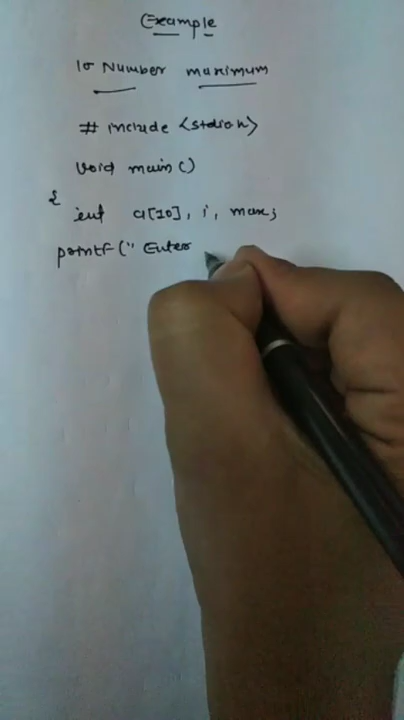 Example
10 Number maximum
# include <stdio.h>
void main()
{
int a[10], i, max;
printf(" Enter